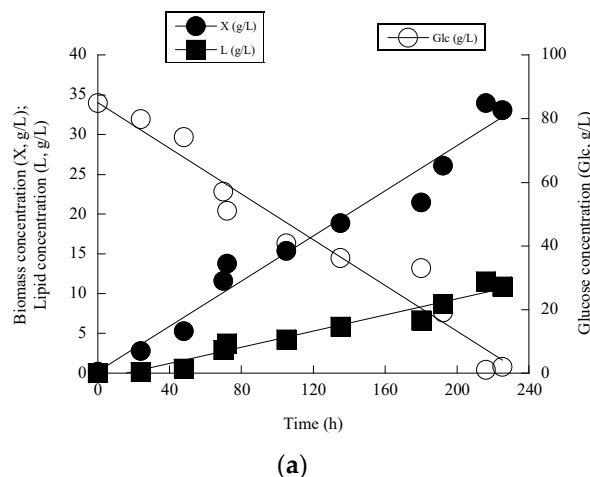 X (g/L)
L (g/L)
Glc (g/L)
40
35
30
25
20
15
10
5
0
Biomass concentration (X, g/L);
Lipid concentration (L, g/L)
100
80
60
40
20
0
Glucose concentration (Glc, g/L)
0 40 80 120 160 200 240
Time (h)
(a)